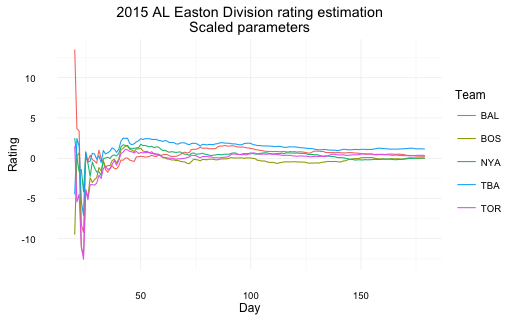 2015 AL Easton Division rating estimation
Scaled parameters
Rating
10
5
0
-5
-10
50
100
150
Day
Team
BAL
BOS
NYA
TBA
TOR